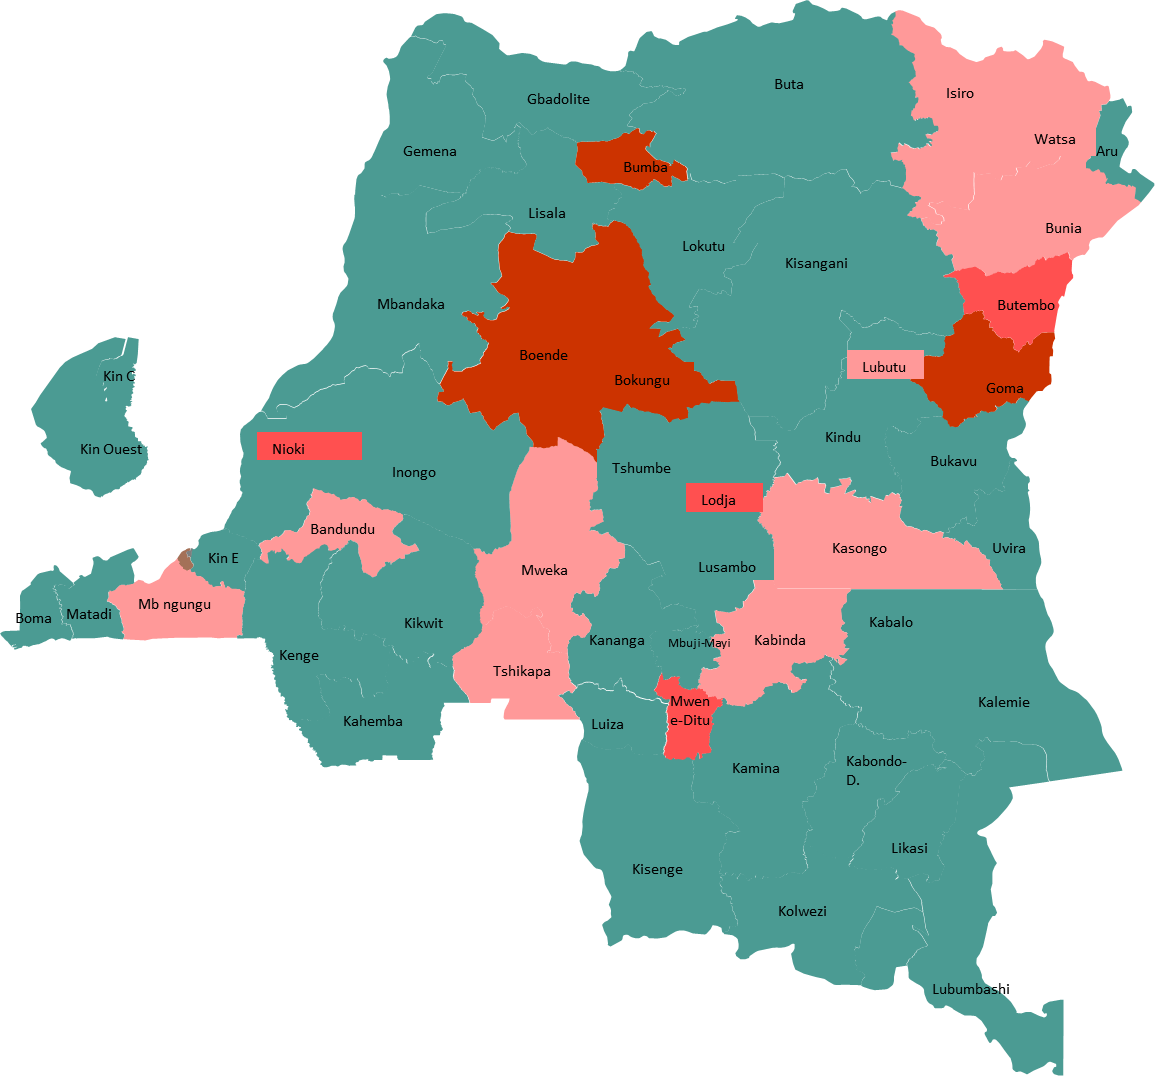 Buta
Isiro
Gbadolite
Watsa
Gemena
Aru
Bumba
Lisala
Bunia
Lokutu
Kisangani
Mbandaka
Butembo
Boende
Lubutu
Kin C
Bokungu
Goma
Kin Ouest
Nioki
Kindu
Inongo
Tshumbe
Bukavu
Lodja
Bandundu
Kasongo
Uvira
Kin E
Mweka
Lusambo
Mb ngungu
Boma
Matadi
Kikwit
Kananga
Mbuji-Mayi
Kabinda
Kabalo
Kenge
Tshikapa
Mwen
e-Ditu
Kalemie
Kahemba
Luiza
Kamina
Kabondo-
D.
Likasi
Kisenge
Kolwezi
Lubumbashi